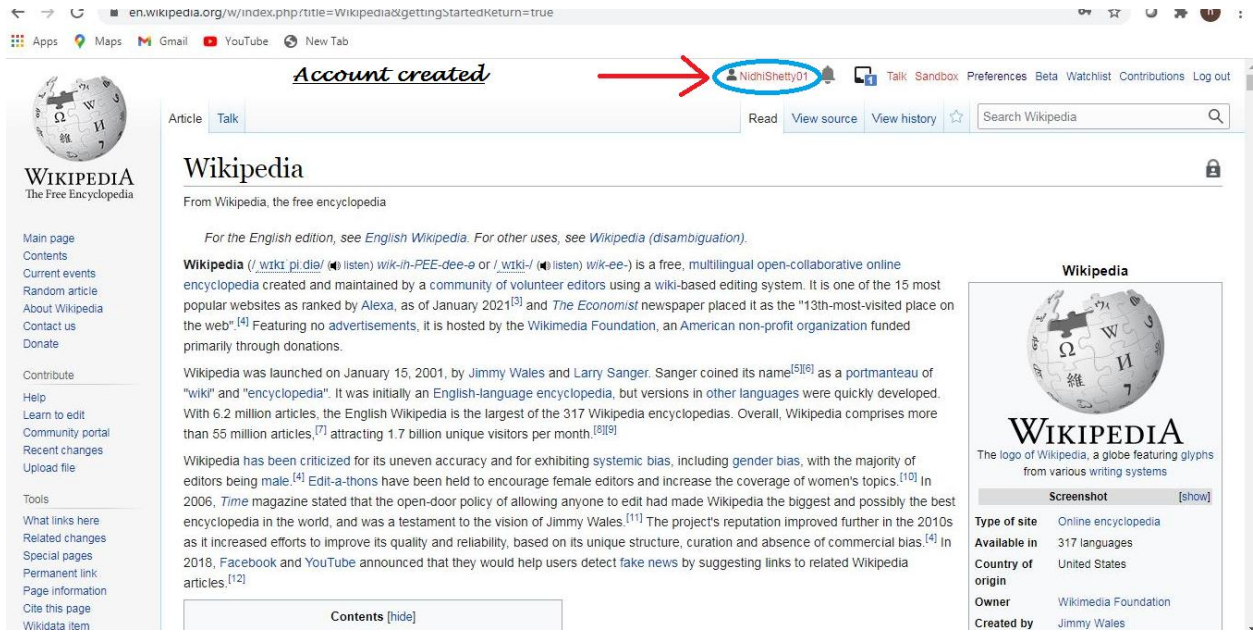 en.wikipedia.org/w/index.php?title=Wikipedia&gettingStartedReturn=true
Apps Maps Gmail YouTube New Tab
Account created
NidhiShetty01 1 Talk Sandbox Preferences Beta Watchlist Contributions Log out
Article Talk Read View source View history Search Wikipedia
WIKIPEDIA
The Free Encyclopedia
Main page
Contents
Current events
Random article
About Wikipedia
Contact us
Donate
Contribute
Help
Learn to edit
Community portal
Recent changes
Upload file
Tools
What links here
Related changes
Special pages
Permanent link
Page information
Cite this page
Wikidata item
Wikipedia
From Wikipedia, the free encyclopedia
For the English edition, see English Wikipedia. For other uses, see Wikipedia (disambiguation).
Wikipedia (/ˌwɪkɪˈpiːdiə/ (listen) wik-ih-PEE-dee-ə or /ˌwɪki-/ (listen) wik-ee-) is a free, multilingual open-collaborative online
encyclopedia created and maintained by a community of volunteer editors using a wiki-based editing system. It is one of the 15 most
popular websites as ranked by Alexa, as of January 2021[3] and The Economist newspaper placed it as the "13th-most-visited place on
the web".[4] Featuring no advertisements, it is hosted by the Wikimedia Foundation, an American non-profit organization funded
primarily through donations.
Wikipedia was launched on January 15, 2001, by Jimmy Wales and Larry Sanger. Sanger coined its name[5][6] as a portmanteau of
"wiki" and "encyclopedia". It was initially an English-language encyclopedia, but versions in other languages were quickly developed.
With 6.2 million articles, the English Wikipedia is the largest of the 317 Wikipedia encyclopedias. Overall, Wikipedia comprises more
than 55 million articles,[7] attracting 1.7 billion unique visitors per month.[8][9]
Wikipedia has been criticized for its uneven accuracy and for exhibiting systemic bias, including gender bias, with the majority of
editors being male.[4] Edit-a-thons have been held to encourage female editors and increase the coverage of women's topics.[10] In
2006, Time magazine stated that the open-door policy of allowing anyone to edit had made Wikipedia the biggest and possibly the best
encyclopedia in the world, and was a testament to the vision of Jimmy Wales.[11] The project's reputation improved further in the 2010s
as it increased efforts to improve its quality and reliability, based on its unique structure, curation and absence of commercial bias.[4] In
2018, Facebook and YouTube announced that they would help users detect fake news by suggesting links to related Wikipedia
articles.[12]
Contents [hide]
Wikipedia
Ω W И 維 7
WIKIPEDIA
The logo of Wikipedia, a globe featuring glyphs
from various writing systems
Screenshot [show]
Type of site Online encyclopedia
Available in 317 languages
Country of United States
origin
Owner Wikimedia Foundation
Created by Jimmy Wales